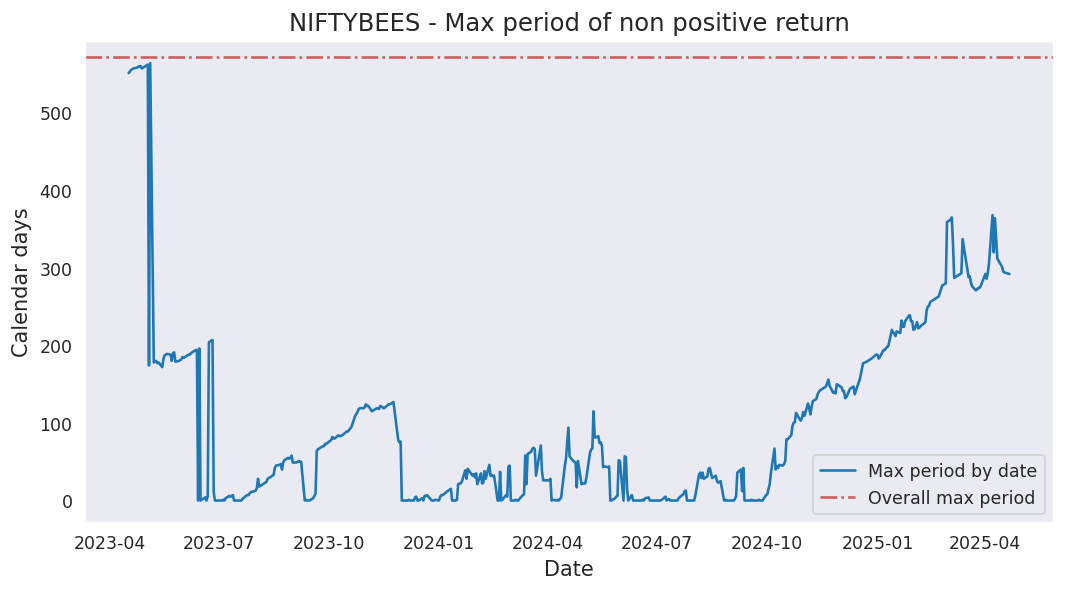 NIFTYBEES - Max period of non positive return
Calendar days
500
400
300
200
100
0
2023-04 2023-07 2023-10 2024-01 2024-04 2024-07 2024-10 2025-01 2025-04
Date
Max period by date
Overall max period